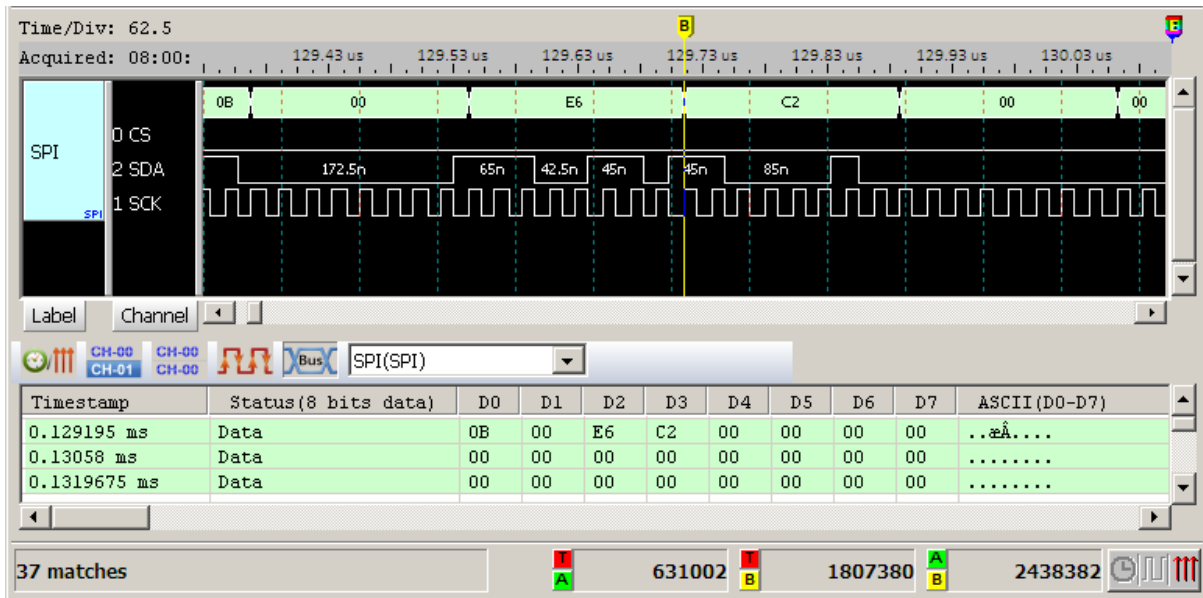 Time/Div: 62.5
B
Acquired: 08:00:
129.43 us 129.53 us 129.63 us 129.73 us 129.83 us 129.93 us 130.03 us
0B 00 E6 C2 00 00
SPI
0 CS
2 SDA 172.5n 65n 42.5n 45n 45n 85n
1 SCK
SPI
Label Channel
CH-00 CH-01 CH-00 CH-00 Bus SPI(SPI)
Timestamp Status(8 bits data) D0 D1 D2 D3 D4 D5 D6 D7 ASCII(D0-D7)
0.129195 ms Data 0B 00 E6 C2 00 00 00 00 ..æÂ....
0.13058 ms Data 00 00 00 00 00 00 00 00 ........
0.1319675 ms Data 00 00 00 00 00 00 00 00 ........
37 matches T A 631002 T B 1807380 A B 2438382